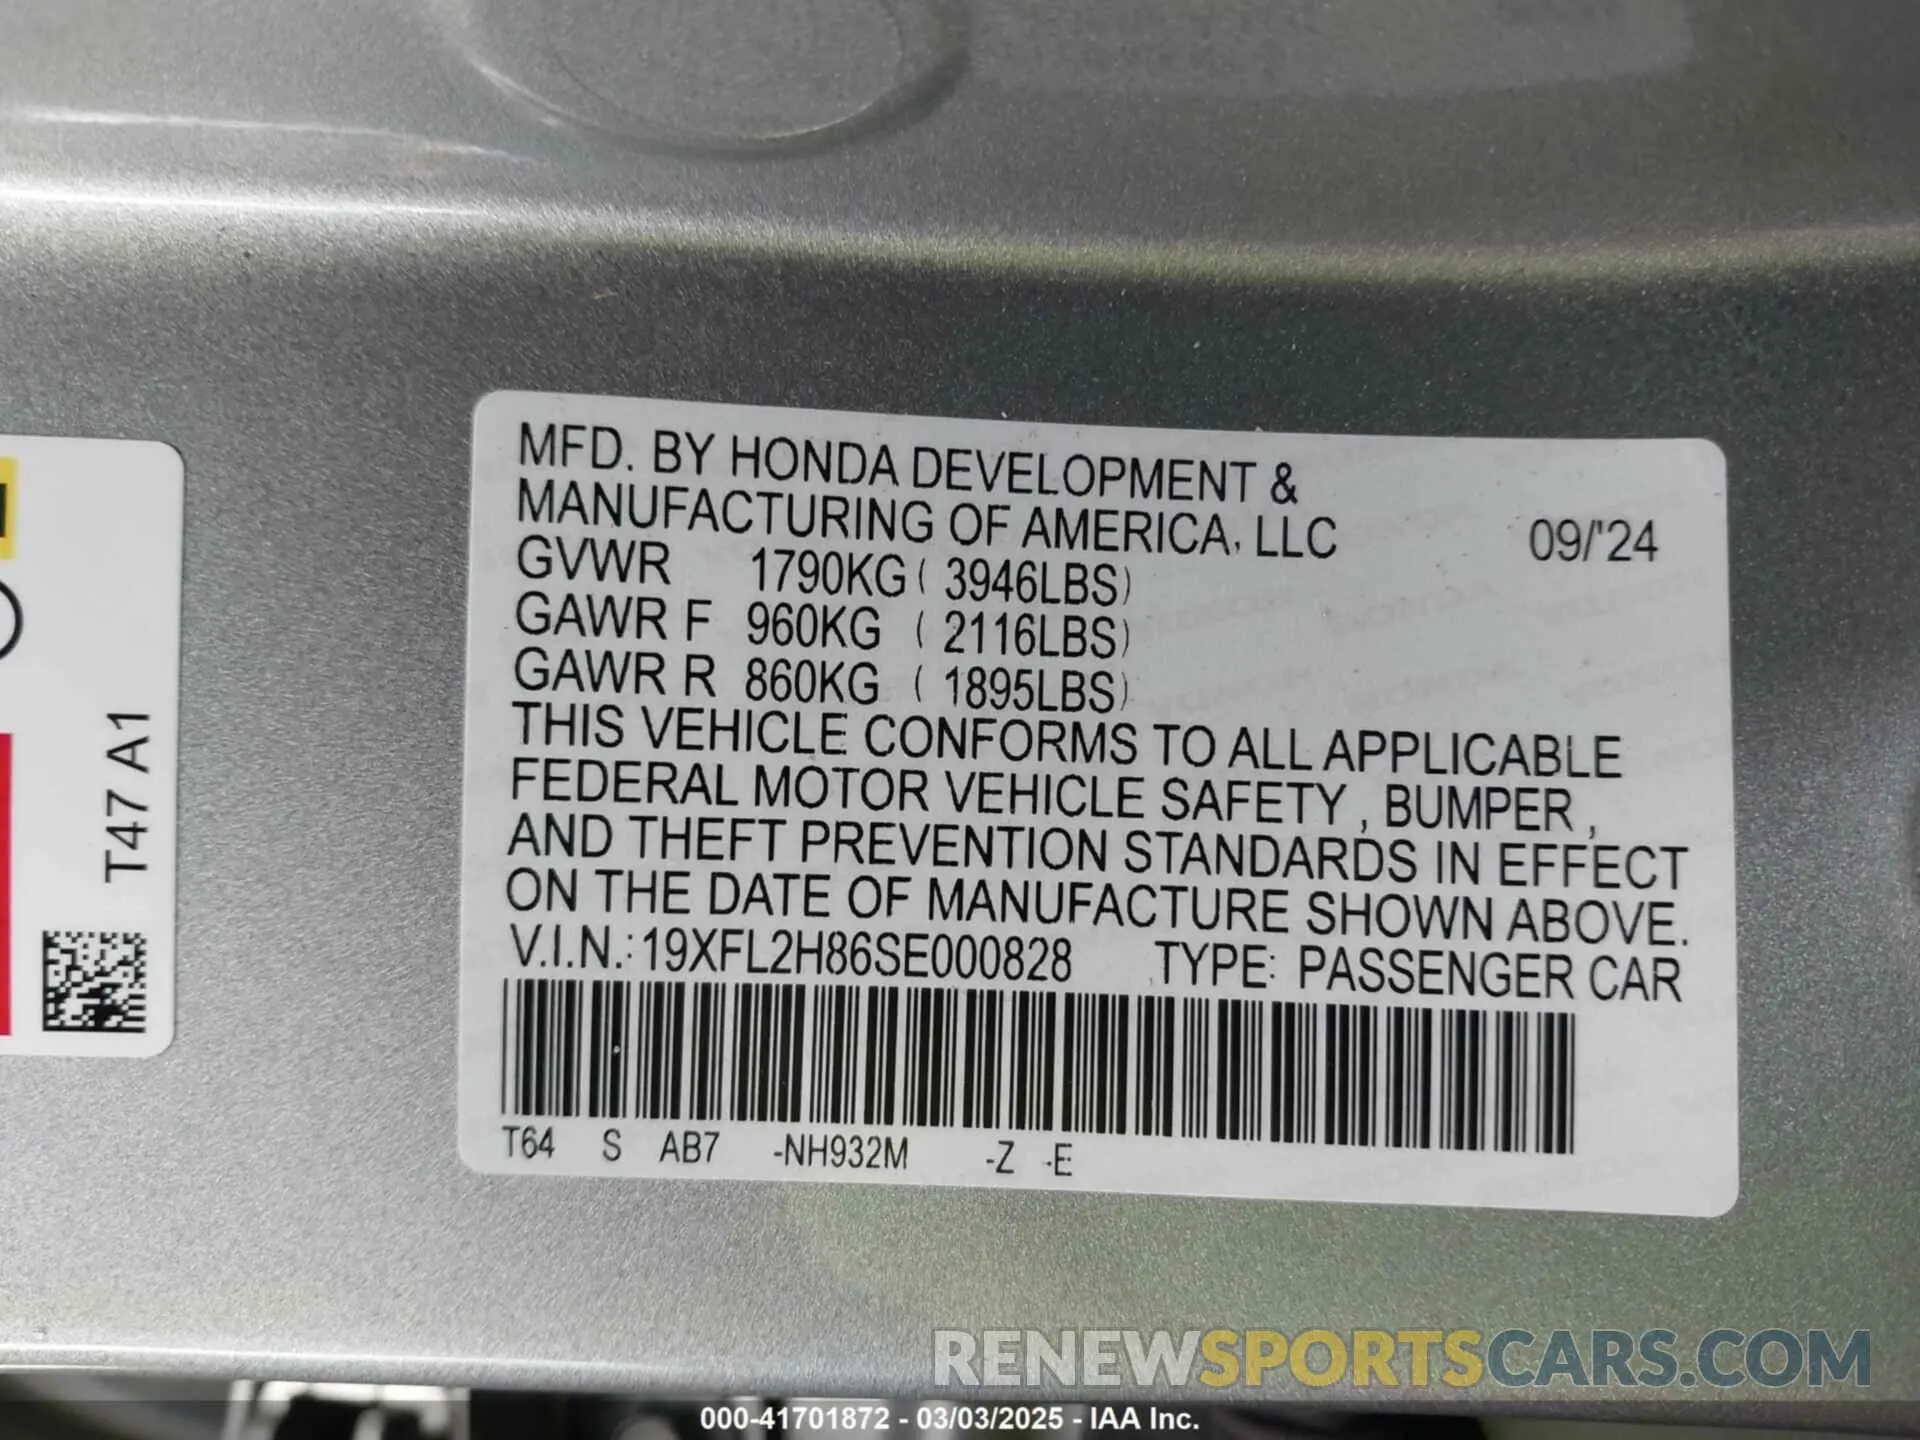 MFD. BY HONDA DEVELOPMENT &
MANUFACTURING OF AMERICA, LLC 09/'24
GVWR 1790KG ( 3946LBS)
GAWR F 960KG ( 2116LBS)
GAWR R 860KG ( 1895LBS)
THIS VEHICLE CONFORMS TO ALL APPLICABLE
FEDERAL MOTOR VEHICLE SAFETY , BUMPER ,
AND THEFT PREVENTION STANDARDS IN EFFECT
ON THE DATE OF MANUFACTURE SHOWN ABOVE.
V.I.N.: 19XFL2H86SE000828 TYPE: PASSENGER CAR
T64 S AB7 -NH932M -Z -E
T47 A1
RENEWSPORTSCARS.COM
000-41701872 - 03/03/2025 - IAA Inc.